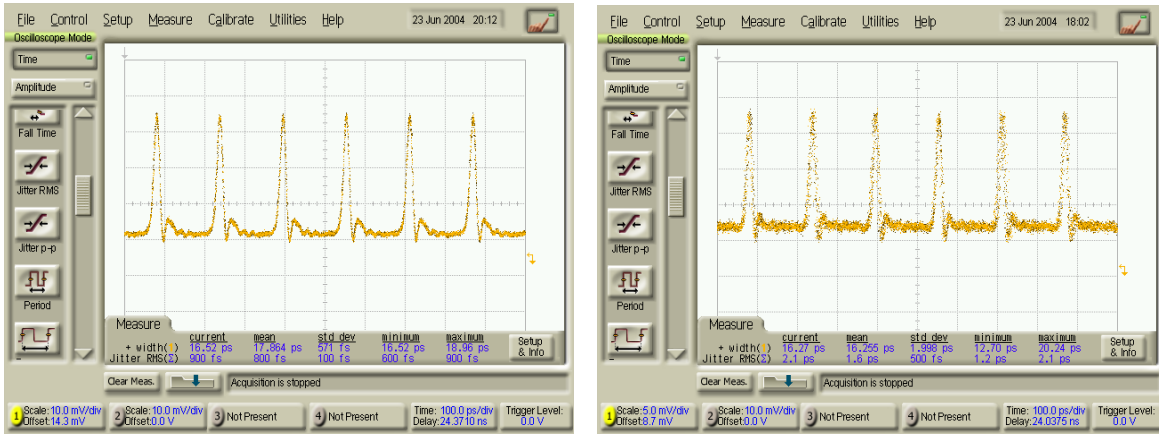 File Control Setup Measure Calibrate Utilities Help 23 Jun 2004 20:12
Oscilloscope Mode
Time
Amplitude
Fall Time
Jitter RMS
Jitter p-p
Period
Measure
current mean std dev minimum maximum
+ width( ) 16.52 ps 17.864 ps 571 fs 16.52 ps 18.96 ps
Jitter RMS(Σ) 900 fs 800 fs 100 fs 600 fs 900 fs
Setup & Info
Clear Meas. Acquisition is stopped
1 Scale:10.0 mV/div Offset:14.3 mV
2 Scale:10.0 mV/div Offset:0.0 V
3 Not Present
4 Not Present
Time: 100.0 ps/div Delay:24.3710 ns
Trigger Level: 0.0 V
File Control Setup Measure Calibrate Utilities Help 23 Jun 2004 18:02
Oscilloscope Mode
Time
Amplitude
Fall Time
Jitter RMS
Jitter p-p
Period
Measure
current mean std dev minimum maximum
+ width( ) 16.27 ps 16.255 ps 1.998 ps 12.70 ps 20.24 ps
Jitter RMS(Σ) 2.1 ps 1.6 ps 500 fs 1.2 ps 2.1 ps
Setup & Info
Clear Meas. Acquisition is stopped
1 Scale:5.0 mV/div Offset:8.7 mV
2 Scale:10.0 mV/div Offset:0.0 V
3 Not Present
4 Not Present
Time: 100.0 ps/div Delay:24.0375 ns
Trigger Level: 0.0 V